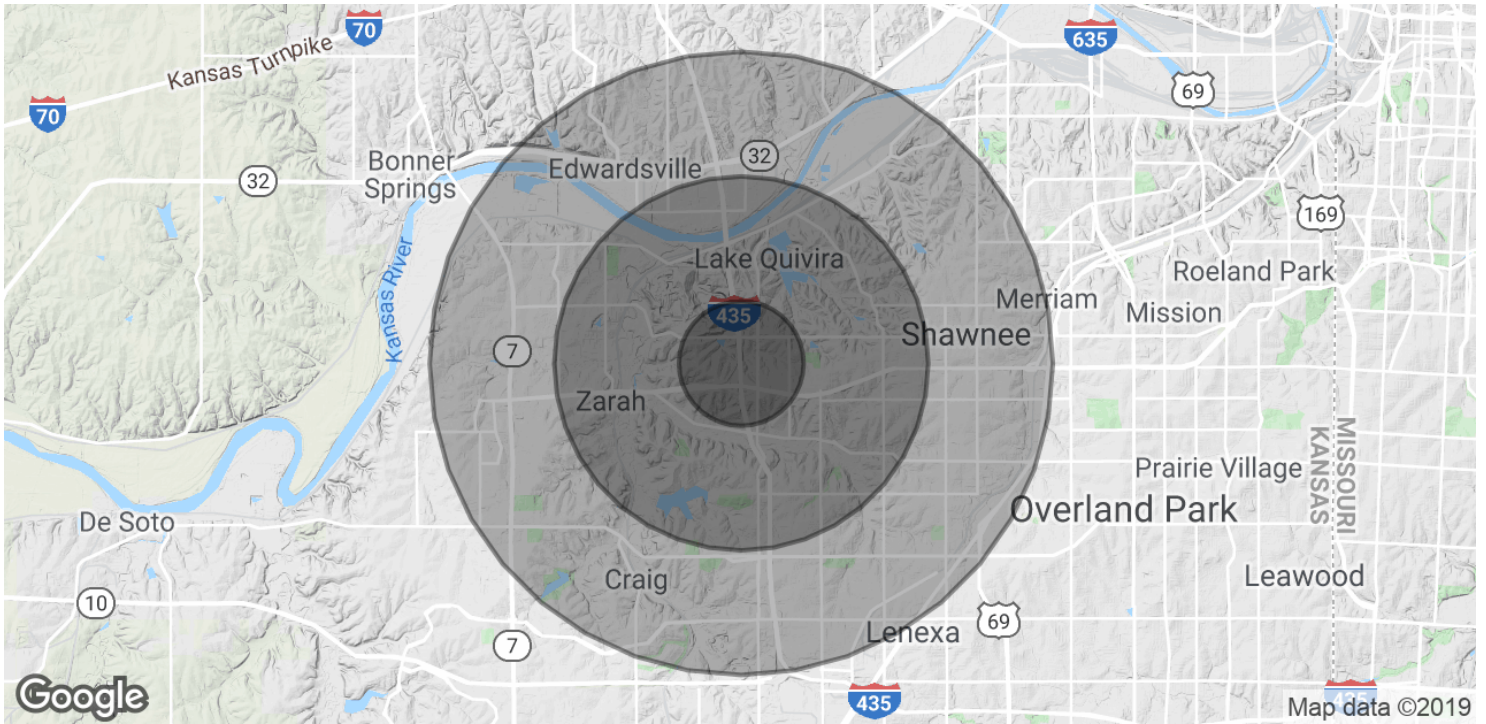 70
635
Kansas Turnpike
69
70
32
Bonner
Springs
Edwardsville
32
169
Kansas River
Lake Quivira
Roeland Park
Merriam
Mission
435
Shawnee
7
Zarah
MISSOURI
KANSAS
Prairie Village
Overland Park
De Soto
Craig
Leawood
10
69
Lenexa
7
Google
435
435
Map data ©2019